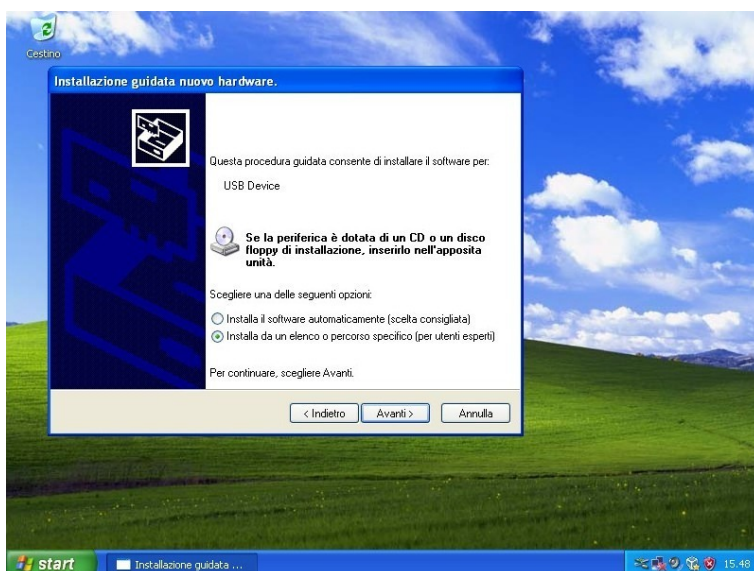 Cestino
Installazione guidata nuovo hardware.
Questa procedura guidata consente di installare il software per:
USB Device
Se la periferica è dotata di un CD o un disco
floppy di installazione, inserirlo nell'apposita
unità.
Scegliere una delle seguenti opzioni:
Installa il software automaticamente (scelta consigliata)
Installa da un elenco o percorso specifico (per utenti esperti)
Per continuare, scegliere Avanti.
< Indietro Avanti > Annulla
start Installazione guidata ... 15.48